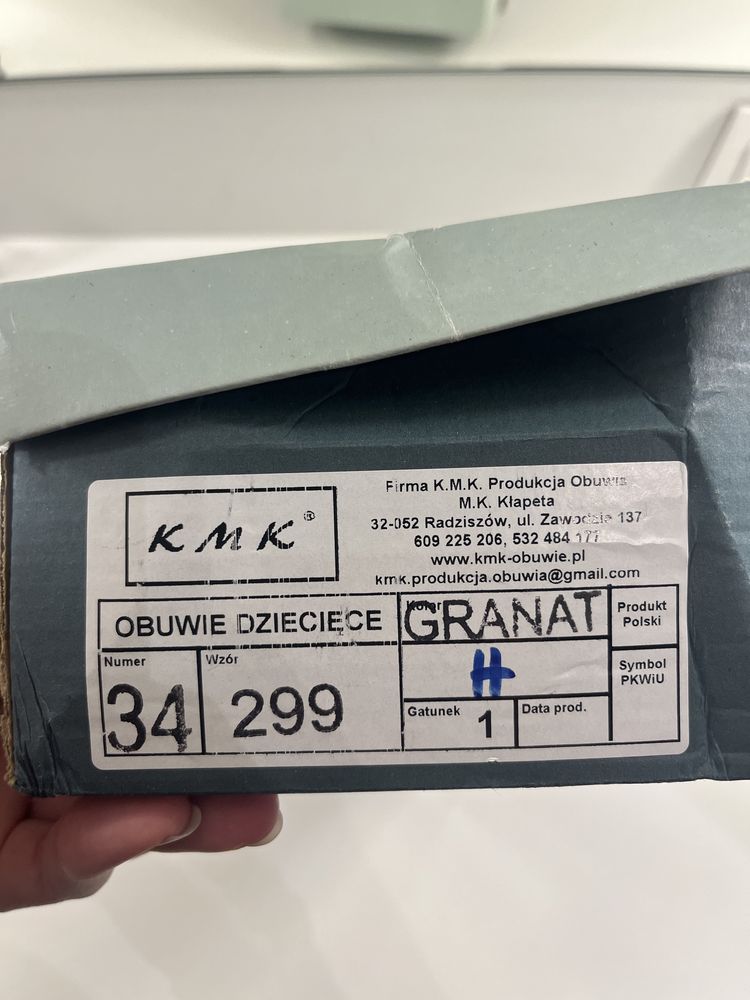 KMK®
Firma K.M.K. Produkcja Obuwia
M.K. Kłapeta
32-052 Radziszów, ul. Zawodzie 137
609 225 206, 532 484 177
www.kmk-obuwie.pl
kmk.produkcja.obuwia@gmail.com
OBUWIE DZIECIĘCE
Kolor
GRANAT
Produkt
Polski
Numer
34
Wzór
299
H
Gatunek
1
Data prod.
Symbol
PKWiU